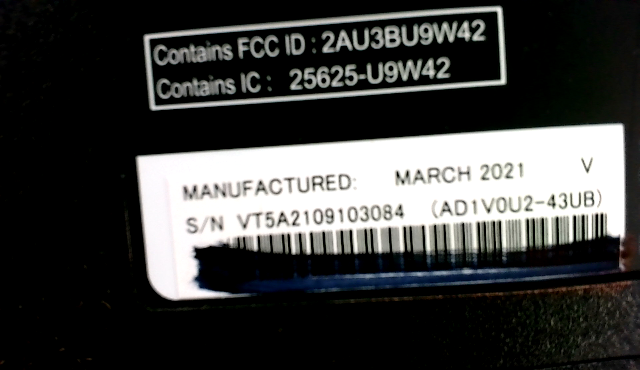 Contains FCC ID : 2AU3BU9W42
Contains IC : 25625-U9W42
MANUFACTURED: MARCH 2021 V
S/N VT5A2109103084 (AD1V0U2-43UB)